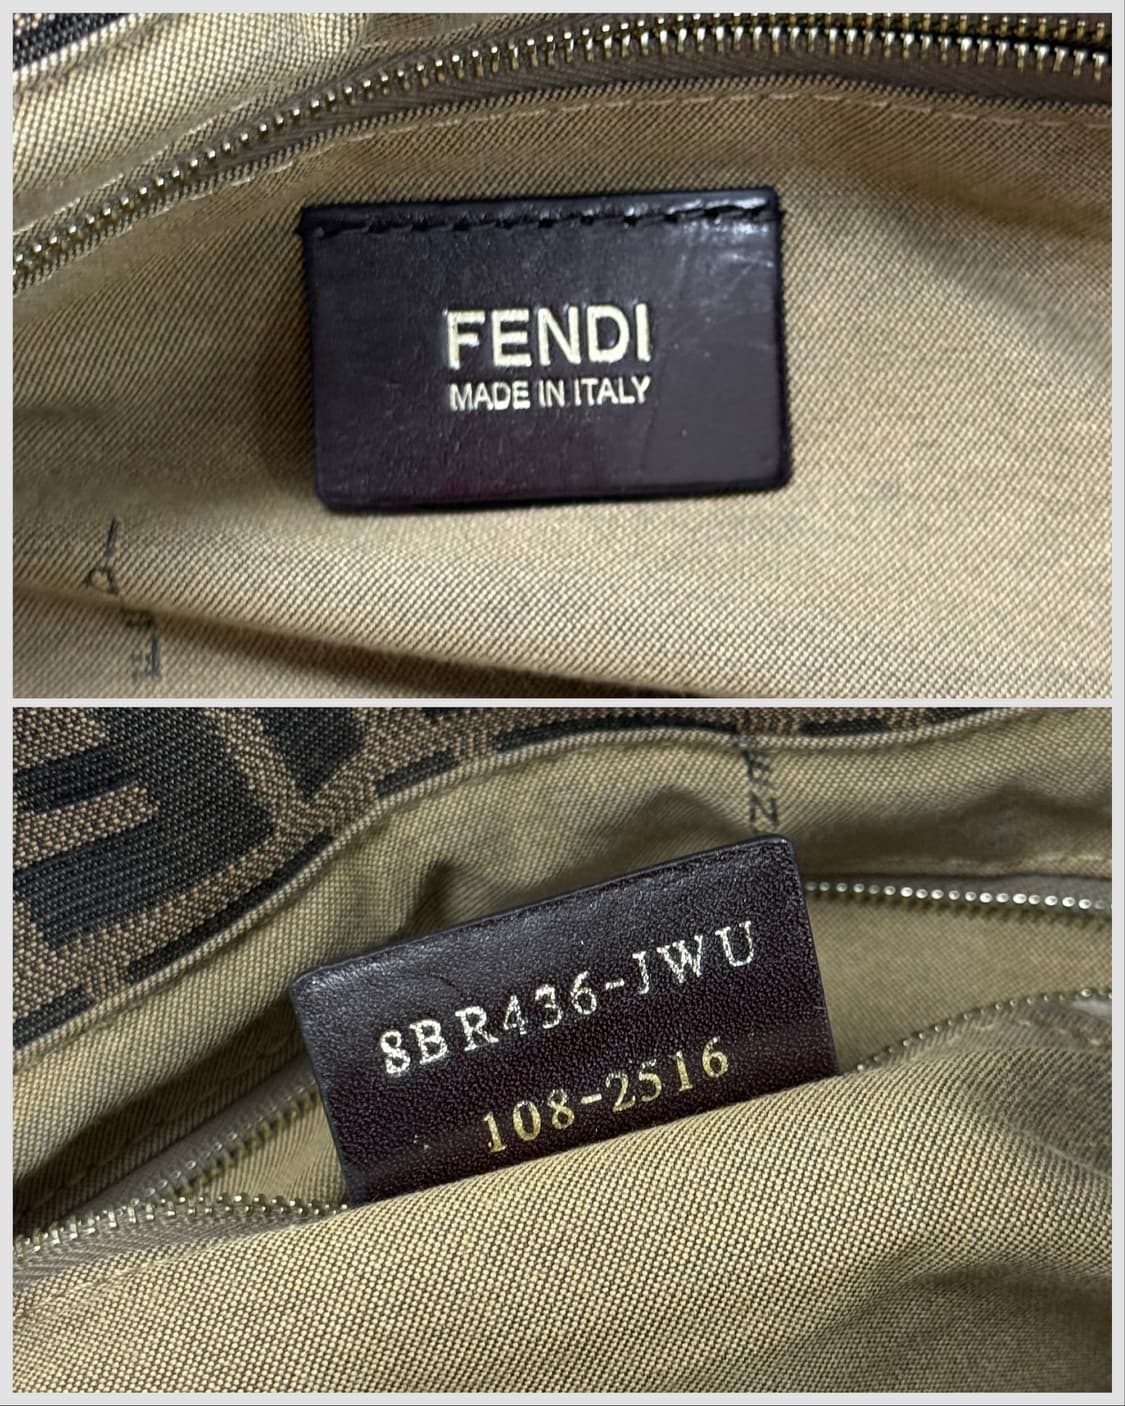 FENDI
MADE IN ITALY
8BR436-JWU
108-2516